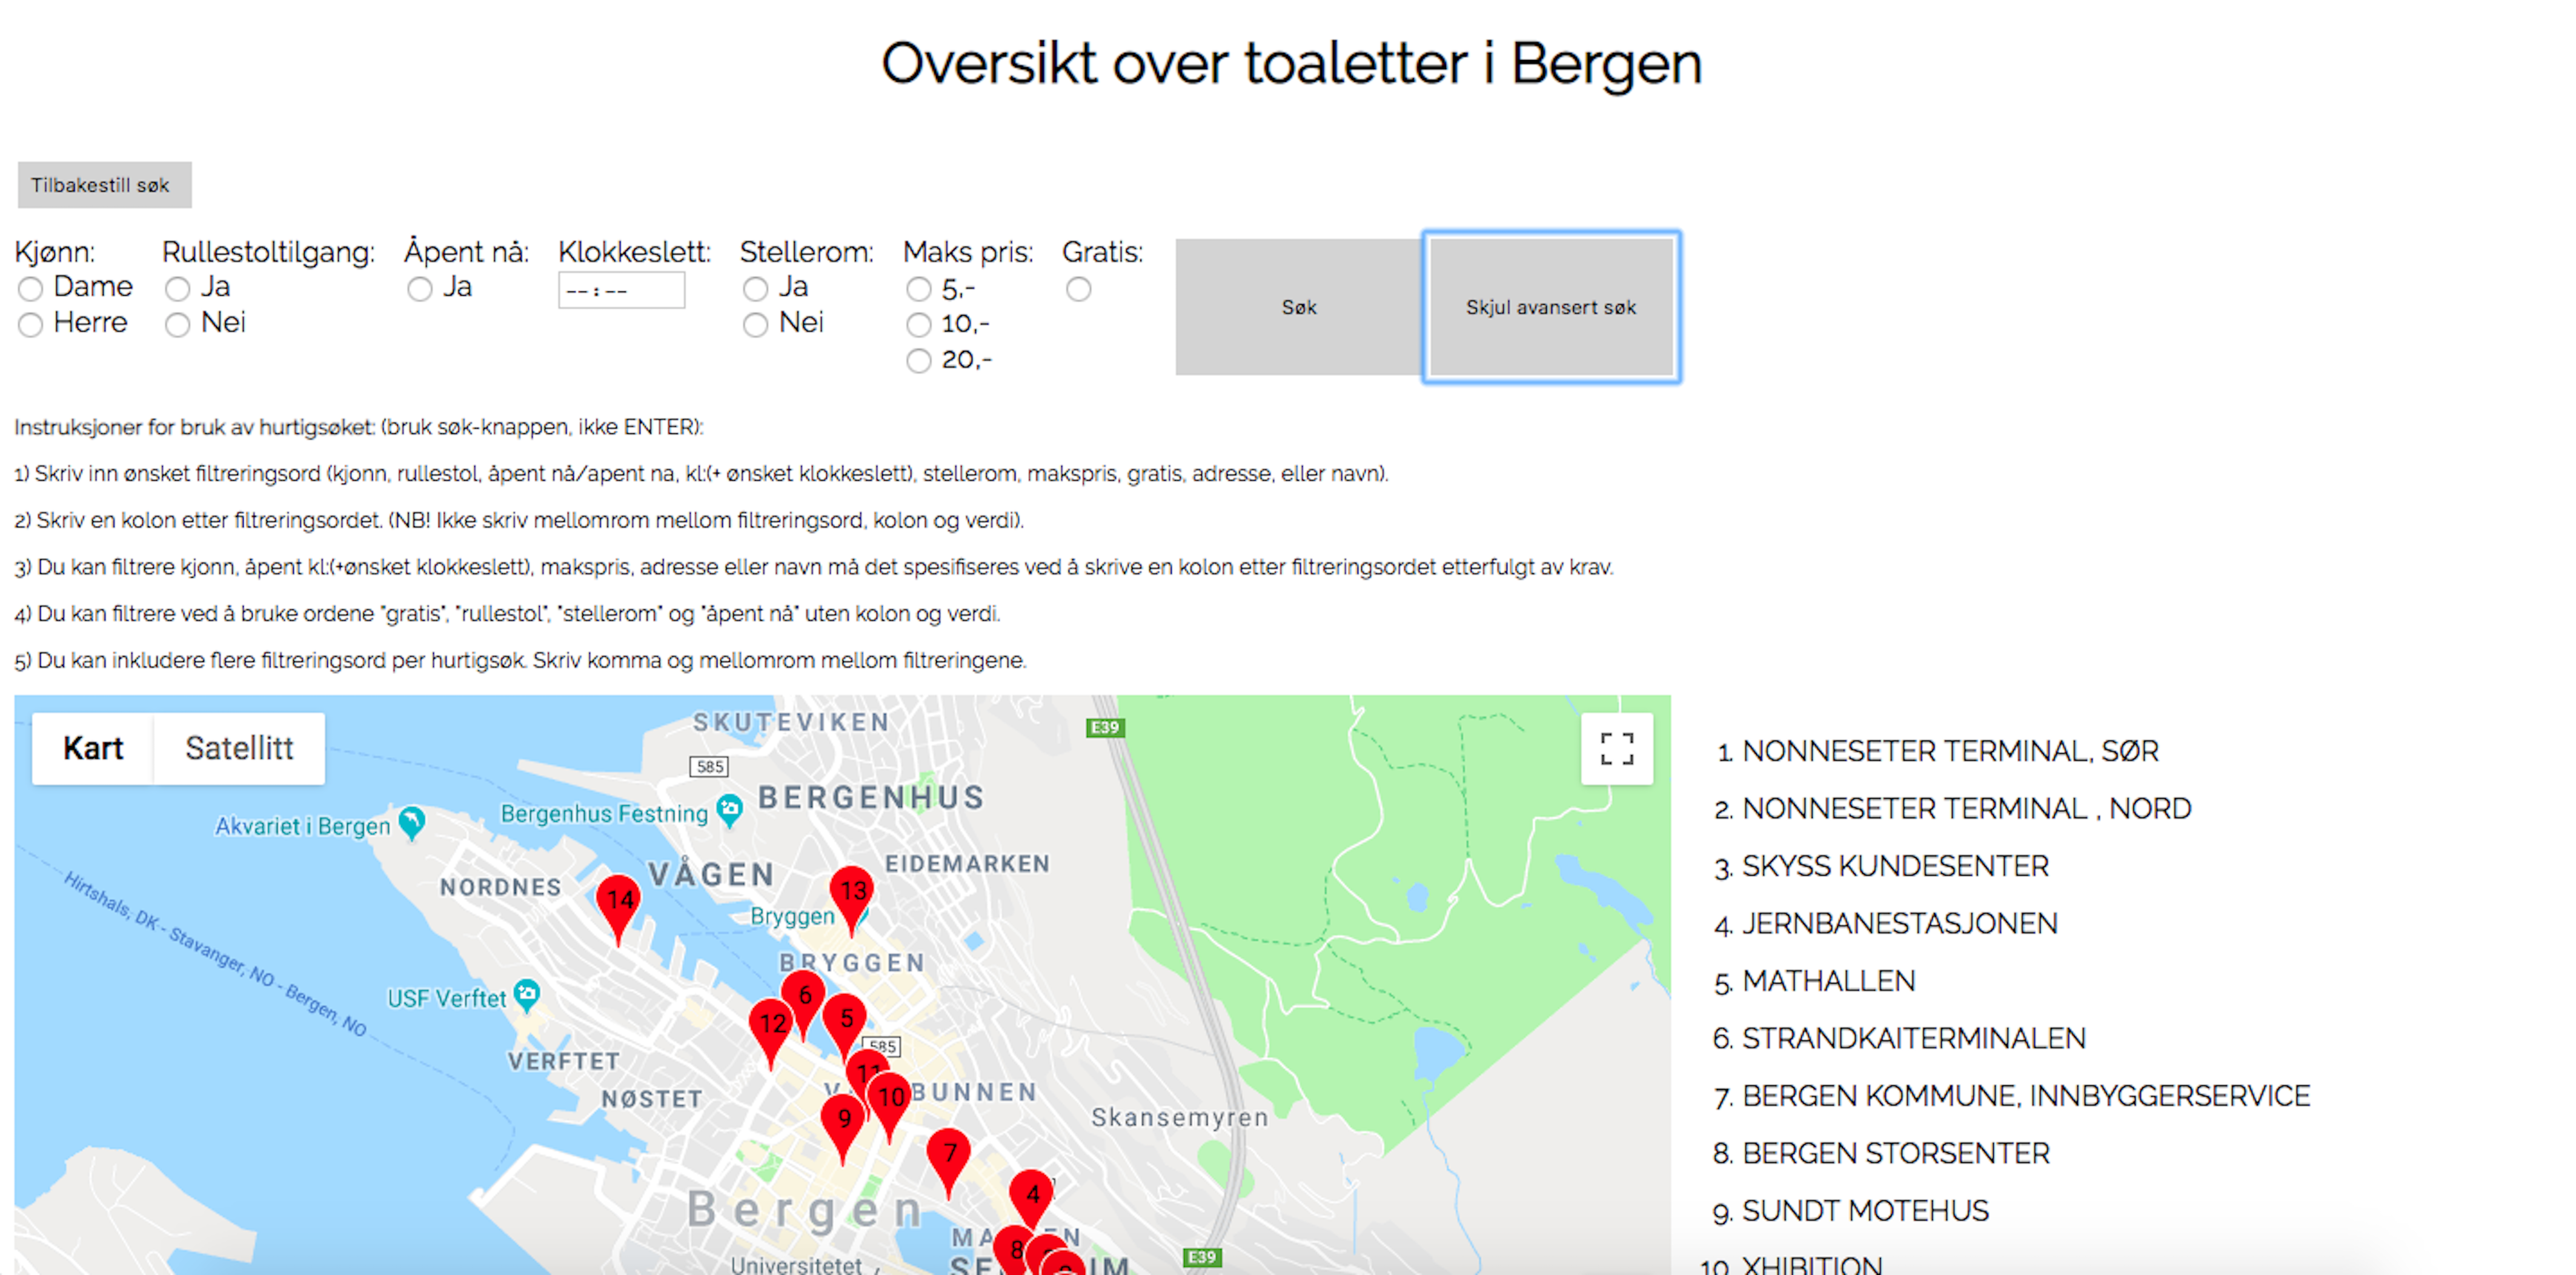 Oversikt over toaletter i Bergen
Tilbakestill søk
Kjønn: Rullestoltilgang: Åpent nå: Klokkeslett: Stellerom: Maks pris: Gratis:
Dame Ja Ja --:-- Ja 5,-
Herre Nei Nei 10,-
20,-
Søk Skjul avansert søk
Instruksjoner for bruk av hurtigsøket: (bruk søk-knappen, ikke ENTER):
1) Skriv inn ønsket filtreringsord (kjonn, rullestol, åpent nå/apent na, kl:(+ ønsket klokkeslett), stellerom, makspris, gratis, adresse, eller navn).
2) Skriv en kolon etter filtreringsordet. (NB! Ikke skriv mellomrom mellom filtreringsord, kolon og verdi).
3) Du kan filtrere kjonn, åpent kl:(+ønsket klokkeslett), makspris, adresse eller navn må det spesifiseres ved å skrive en kolon etter filtreringsordet etterfulgt av krav.
4) Du kan filtrere ved å bruke ordene "gratis", "rullestol", "stellerom" og "åpent nå" uten kolon og verdi.
5) Du kan inkludere flere filtreringsord per hurtigsøk. Skriv komma og mellomrom mellom filtreringene.
Kart Satellitt
SKUTEVIKEN
E39
585
BERGENHUS
Bergenhus Festning
Akvariet i Bergen
EIDEMARKEN
VÅGEN
NORDNES
14
13
Bryggen
BRYGGEN
Hirtshals, DK - Stavanger, NO - Bergen, NO
USF Verftet
6
12
5
585
VERFTET
11
10
BUNNEN
NØSTET
9
Skansemyren
7
4
Bergen
8
E39
Universitetet
1. NONNESETER TERMINAL, SØR
2. NONNESETER TERMINAL , NORD
3. SKYSS KUNDESENTER
4. JERNBANESTASJONEN
5. MATHALLEN
6. STRANDKAITERMINALEN
7. BERGEN KOMMUNE, INNBYGGERSERVICE
8. BERGEN STORSENTER
9. SUNDT MOTEHUS
10. XHIBITION